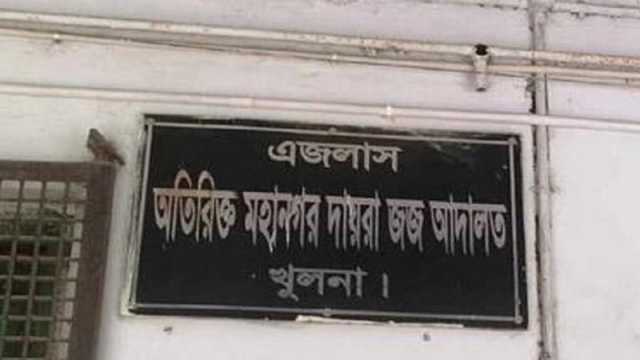 এজলাস
অতিরিক্ত মহানগর দায়রা জজ আদালত
খুলনা।